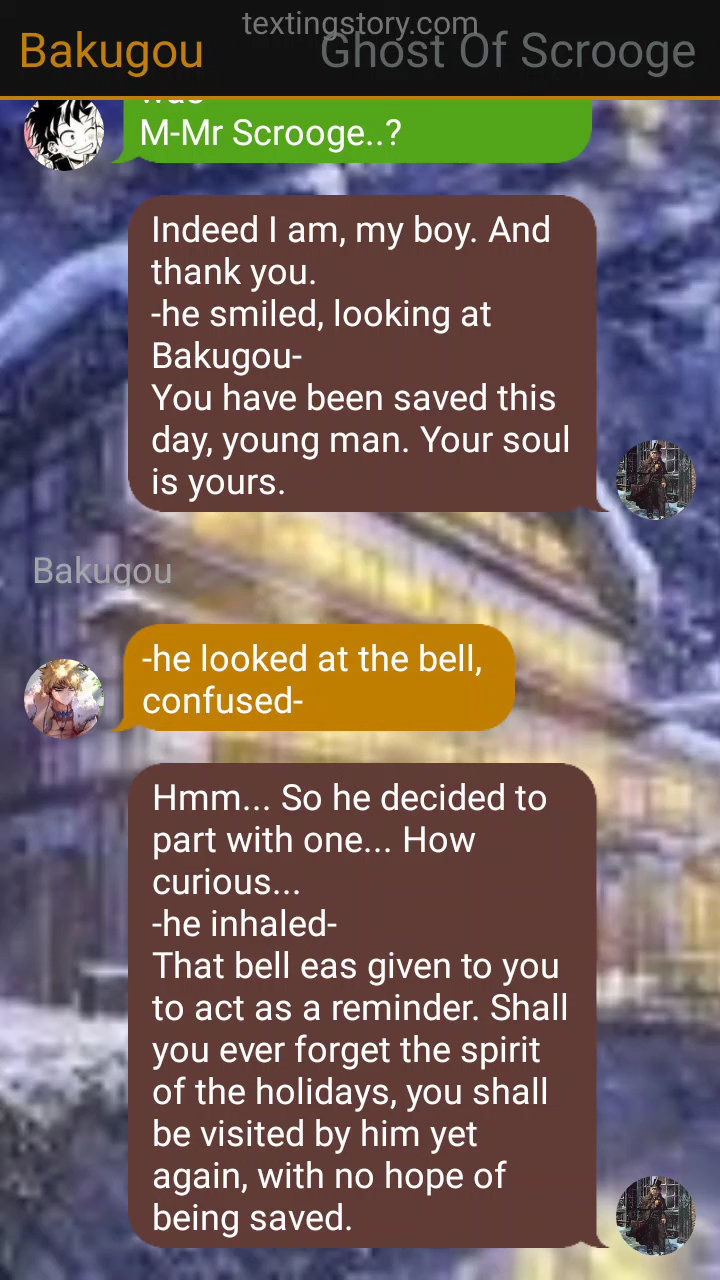 textingstory.com
Bakugou
Ghost Of Scrooge
was
M-Mr Scrooge..?
Indeed I am, my boy. And
thank you.
-he smiled, looking at
Bakugou-
You have been saved this
day, young man. Your soul
is yours.
Bakugou
-he looked at the bell,
confused-
Hmm... So he decided to
part with one... How
curious...
-he inhaled-
That bell eas given to you
to act as a reminder. Shall
you ever forget the spirit
of the holidays, you shall
be visited by him yet
again, with no hope of
being saved.